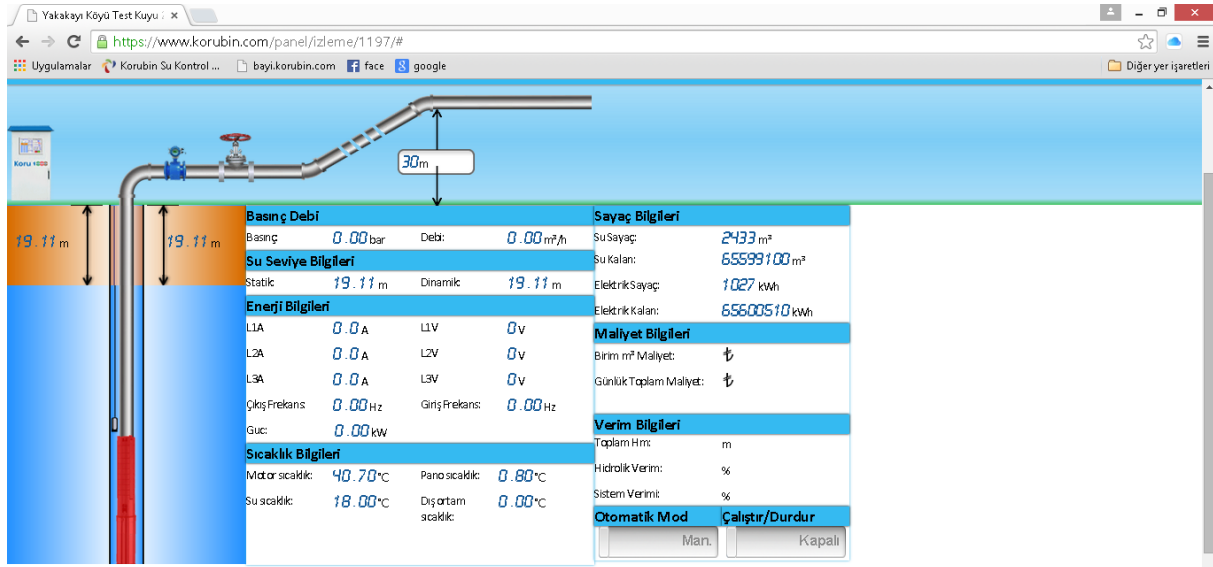 Yakakayı Köyü Test Kuyu
https://www.korubin.com/panel/izleme/1197/#
Uygulamalar Korubin Su Kontrol ... bayi.korubin.com face google Diğer yer işaretleri
Koru
30m
19.11 m 19.11 m
Basınç Debi
Basınç: 0.00 bar Debi: 0.00 m³/h
Su Seviye Bilgileri
Statik: 19.11 m Dinamik: 19.11 m
Enerji Bilgileri
L1A 0.0 A L1V 0 V
L2A 0.0 A L2V 0 V
L3A 0.0 A L3V 0 V
Çıkış Frekans: 0.00 Hz Giriş Frekans: 0.00 Hz
Guc: 0.00 kW
Sıcaklık Bilgileri
Motor sıcaklık: 40.70 °C Pano sıcaklık: 0.80 °C
Su sıcaklık: 18.00 °C Dış ortam sıcaklık: 0.00 °C
Sayaç Bilgileri
Su Sayaç: 2433 m³
Su Kalan: 65599100 m³
Elektrik Sayaç: 1027 kWh
Elektrik Kalan: 65600510 kWh
Maliyet Bilgileri
Birim m³ Maliyet: ₺
Günlük Toplam Maliyet: ₺
Verim Bilgileri
Toplam Hm: m
Hidrolik Verim: %
Sistem Verimi: %
Otomatik Mod Çalıştır/Durdur
Man. Kapalı